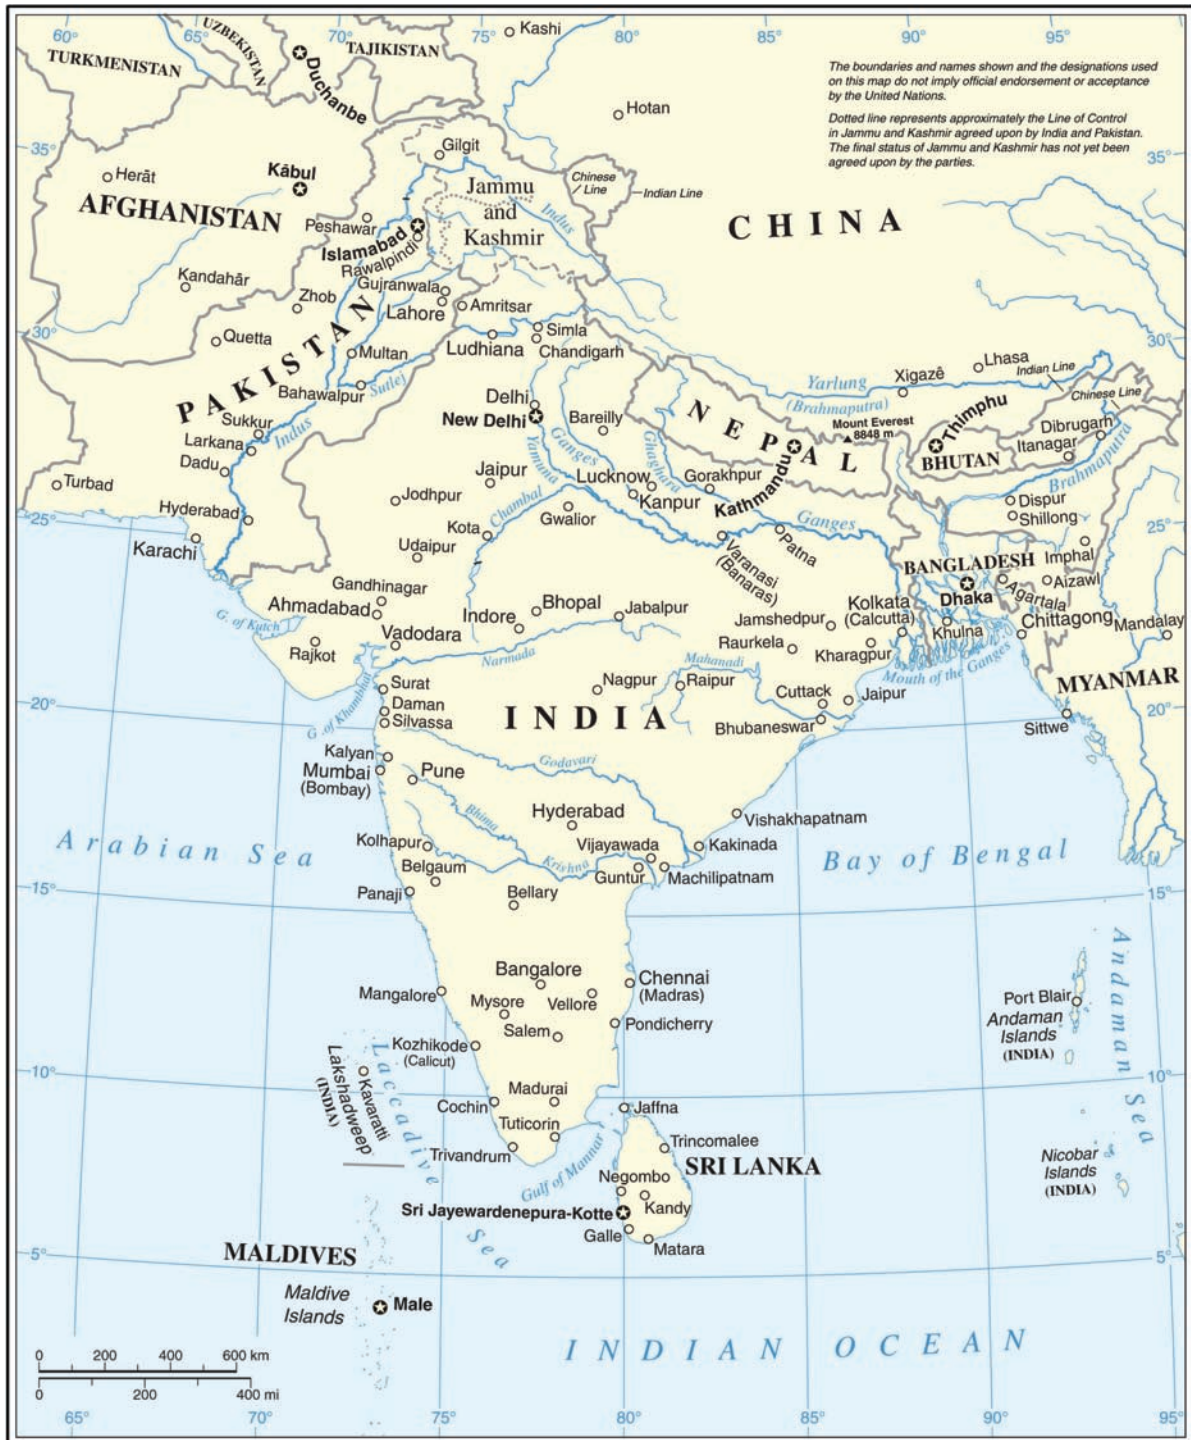 60°
65°
70°
75°
80°
85°
90°
95°
Kashi
UZBEKISTAN
TAJIKISTAN
TURKMENISTAN
Duchanbe
The boundaries and names shown and the designations used
on this map do not imply official endorsement or acceptance
by the United Nations.
Dotted line represents approximately the Line of Control
in Jammu and Kashmir agreed upon by India and Pakistan.
The final status of Jammu and Kashmir has not yet been
agreed upon by the parties.
Hotan
35°
35°
Gilgit
Herāt
Kābul
Chinese
Line
Indian Line
Jammu
and
Kashmir
Indus
AFGHANISTAN
CHINA
Peshawar
Islamabad
Rawalpindi
Kandahār
Zhob
Gujranwala
Lahore
Amritsar
30°
30°
Quetta
PAKISTAN
Multan
Ludhiana
Simla
Chandigarh
Bahawalpur
Sutlej
Lhasa
Indian Line
Xigazê
Yarlung
(Brahmaputra)
Chinese Line
Delhi
New Delhi
Bareilly
NEPAL
Mount Everest
8848 m
Thimphu
Dibrugarh
Itanagar
BHUTAN
Brahmaputra
Sukkur
Larkana
Indus
Dadu
Turbad
Jaipur
Yamuna
Ganges
Ghaghara
Lucknow
Gorakhpur
Kathmandu
Jodhpur
Chambal
Kanpur
Dispur
Shillong
Hyderabad
25°
25°
Kota
Gwalior
Ganges
Karachi
Udaipur
Varanasi
(Banaras)
Patna
BANGLADESH
Imphal
Gandhinagar
Dhaka
Agartala
Aizawl
Ahmadabad
G. of Kutch
Indore
Bhopal
Jabalpur
Jamshedpur
Kolkata
(Calcutta)
Khulna
Chittagong
Mandalay
Rajkot
Vadodara
Raurkela
Kharagpur
Narmada
Mahanadi
Mouth of the Ganges
G. of Khambhat
Surat
Nagpur
Raipur
Cuttack
Jaipur
MYANMAR
20°
20°
Daman
Silvassa
INDIA
Bhubaneswar
Sittwe
Kalyan
Mumbai
(Bombay)
Pune
Godavari
Bhima
Hyderabad
Vishakhapatnam
Arabian Sea
Kolhapur
Vijayawada
Kakinada
Bay of Bengal
Belgaum
Krishna
Guntur
Machilipatnam
15°
15°
Panaji
Bellary
Bangalore
Chennai
(Madras)
Mangalore
Mysore
Vellore
Port Blair
Andaman
Islands
(INDIA)
Andaman Sea
Salem
Pondicherry
Kozhikode
(Calicut)
Laccadive Sea
Kavaratti
Lakshadweep
(INDIA)
10°
10°
Madurai
Cochin
Jaffna
Tuticorin
Trivandrum
Gulf of Mannar
Trincomalee
SRI LANKA
Nicobar
Islands
(INDIA)
Negombo
Kandy
Sri Jayewardenepura-Kotte
Galle
Matara
5°
5°
MALDIVES
Maldive
Islands
Male
INDIAN OCEAN
0 200 400 600 km
0 200 400 mi
65°
70°
75°
80°
85°
90°
95°